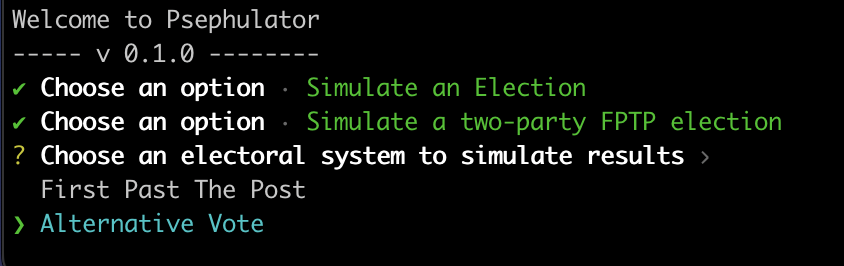 Welcome to Psephulator
----- v 0.1.0 --------
✔ Choose an option · Simulate an Election
✔ Choose an option · Simulate a two-party FPTP election
? Choose an electoral system to simulate results ›
First Past The Post
❯ Alternative Vote